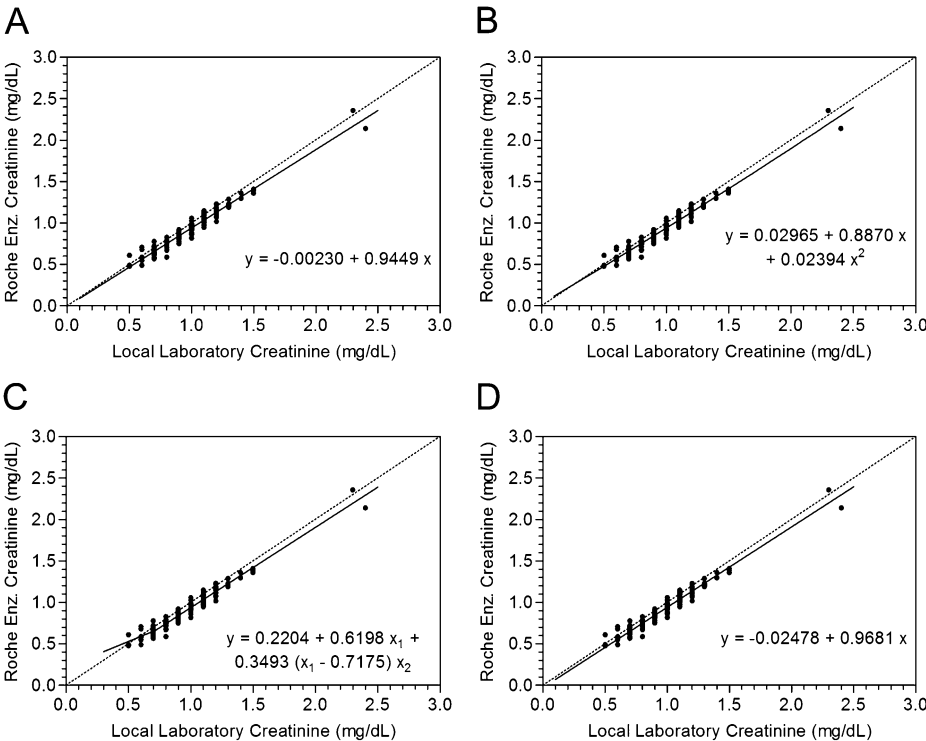 A
Roche Enz. Creatinine (mg/dL)
3.0
2.5
2.0
1.5
1.0
0.5
0.0
y = -0.00230 + 0.9449 x
0.0 0.5 1.0 1.5 2.0 2.5 3.0
Local Laboratory Creatinine (mg/dL)
B
Roche Enz. Creatinine (mg/dL)
3.0
2.5
2.0
1.5
1.0
0.5
0.0
y = 0.02965 + 0.8870 x
+ 0.02394 x²
0.0 0.5 1.0 1.5 2.0 2.5 3.0
Local Laboratory Creatinine (mg/dL)
C
Roche Enz. Creatinine (mg/dL)
3.0
2.5
2.0
1.5
1.0
0.5
0.0
y = 0.2204 + 0.6198 x₁ +
0.3493 (x₁ - 0.7175) x₂
0.0 0.5 1.0 1.5 2.0 2.5 3.0
Local Laboratory Creatinine (mg/dL)
D
Roche Enz. Creatinine (mg/dL)
3.0
2.5
2.0
1.5
1.0
0.5
0.0
y = -0.02478 + 0.9681 x
0.0 0.5 1.0 1.5 2.0 2.5 3.0
Local Laboratory Creatinine (mg/dL)